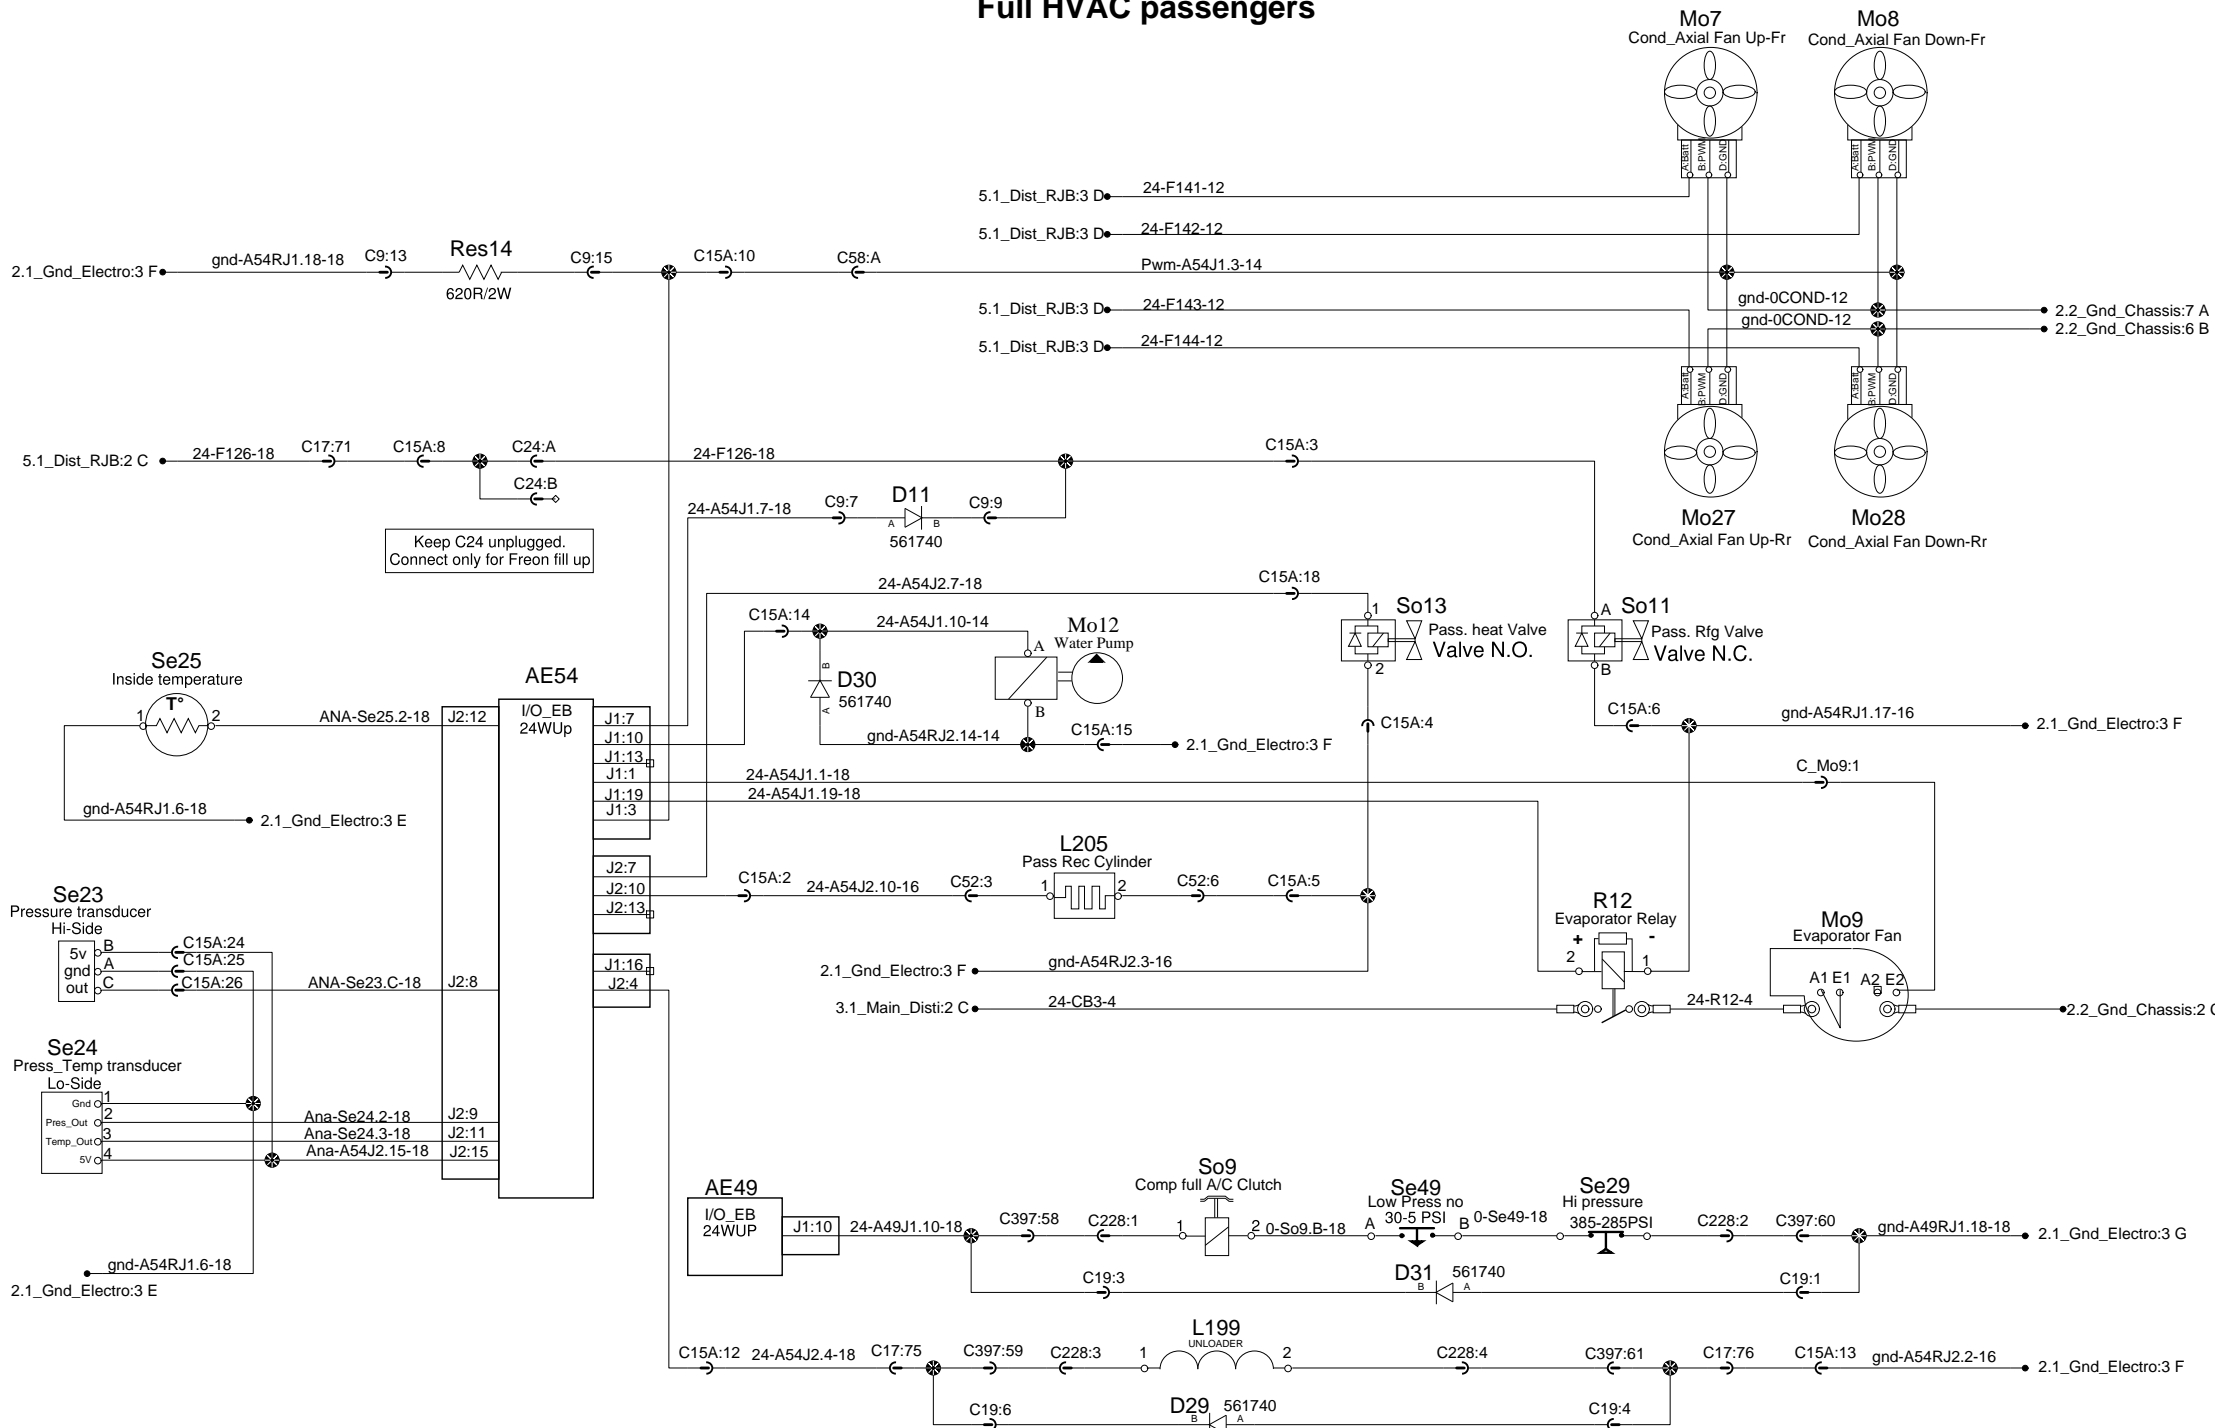 Full HVAC passengers
Mo7
Cond_Axial Fan Up-Fr
Mo8
Cond_Axial Fan Down-Fr
A:Batt
B:PWM
D:GND
A:Batt
B:PWM
D:GND
5.1_Dist_RJB:3 D
24-F141-12
5.1_Dist_RJB:3 D
24-F142-12
2.1_Gnd_Electro:3 F
gnd-A54RJ1.18-18
C9:13
Res14
620R/2W
C9:15
C15A:10
C58:A
Pwm-A54J1.3-14
5.1_Dist_RJB:3 D
24-F143-12
gnd-0COND-12
2.2_Gnd_Chassis:7 A
gnd-0COND-12
2.2_Gnd_Chassis:6 B
5.1_Dist_RJB:3 D
24-F144-12
A:Batt
B:PWM
D:GND
A:Batt
B:PWM
D:GND
Mo27
Cond_Axial Fan Up-Rr
Mo28
Cond_Axial Fan Down-Rr
5.1_Dist_RJB:2 C
24-F126-18
C17:71
C15A:8
C24:A
24-F126-18
C15A:3
C24:B
24-A54J1.7-18
C9:7
D11
A
B
561740
C9:9
Keep C24 unplugged.
Connect only for Freon fill up
24-A54J2.7-18
C15A:18
C15A:14
24-A54J1.10-14
Mo12
Water Pump
A
B
B
D30
561740
A
gnd-A54RJ2.14-14
C15A:15
2.1_Gnd_Electro:3 F
1
So13
Pass. heat Valve
Valve N.O.
2
C15A:4
A
So11
Pass. Rfg Valve
Valve N.C.
B
C15A:6
gnd-A54RJ1.17-16
2.1_Gnd_Electro:3 F
Se25
Inside temperature
T°
1
2
ANA-Se25.2-18
J2:12
AE54
I/O_EB
24WUp
J1:7
J1:10
J1:13
J1:1
J1:19
J1:3
24-A54J1.1-18
C_Mo9:1
24-A54J1.19-18
gnd-A54RJ1.6-18
2.1_Gnd_Electro:3 E
J2:7
J2:10
J2:13
C15A:2
24-A54J2.10-16
C52:3
L205
Pass Rec Cylinder
1
2
C52:6
C15A:5
Se23
Pressure transducer
Hi-Side
5v
gnd
out
B
A
C
C15A:24
C15A:25
C15A:26
ANA-Se23.C-18
J2:8
J1:16
J2:4
2.1_Gnd_Electro:3 F
gnd-A54RJ2.3-16
3.1_Main_Disti:2 C
24-CB3-4
R12
Evaporator Relay
+
-
2
1
24-R12-4
Mo9
Evaporator Fan
A1 E1
A2 E2
2.2_Gnd_Chassis:2 C
Se24
Press_Temp transducer
Lo-Side
Gnd
1
Pres_Out
2
Temp_Out
3
5V
4
Ana-Se24.2-18
J2:9
Ana-Se24.3-18
J2:11
Ana-A54J2.15-18
J2:15
gnd-A54RJ1.6-18
2.1_Gnd_Electro:3 E
AE49
I/O_EB
24WUP
J1:10
24-A49J1.10-18
C397:58
C228:1
So9
Comp full A/C Clutch
1
2
0-So9.B-18
Se49
Low Press no
30-5 PSI
A
B
0-Se49-18
Se29
Hi pressure
385-285PSI
C228:2
C397:60
gnd-A49RJ1.18-18
2.1_Gnd_Electro:3 G
C19:3
D31
B
A
561740
C19:1
C15A:12
24-A54J2.4-18
C17:75
C397:59
C228:3
L199
UNLOADER
1
2
C228:4
C397:61
C17:76
C15A:13
gnd-A54RJ2.2-16
2.1_Gnd_Electro:3 F
C19:6
D29
B
A
561740
C19:4